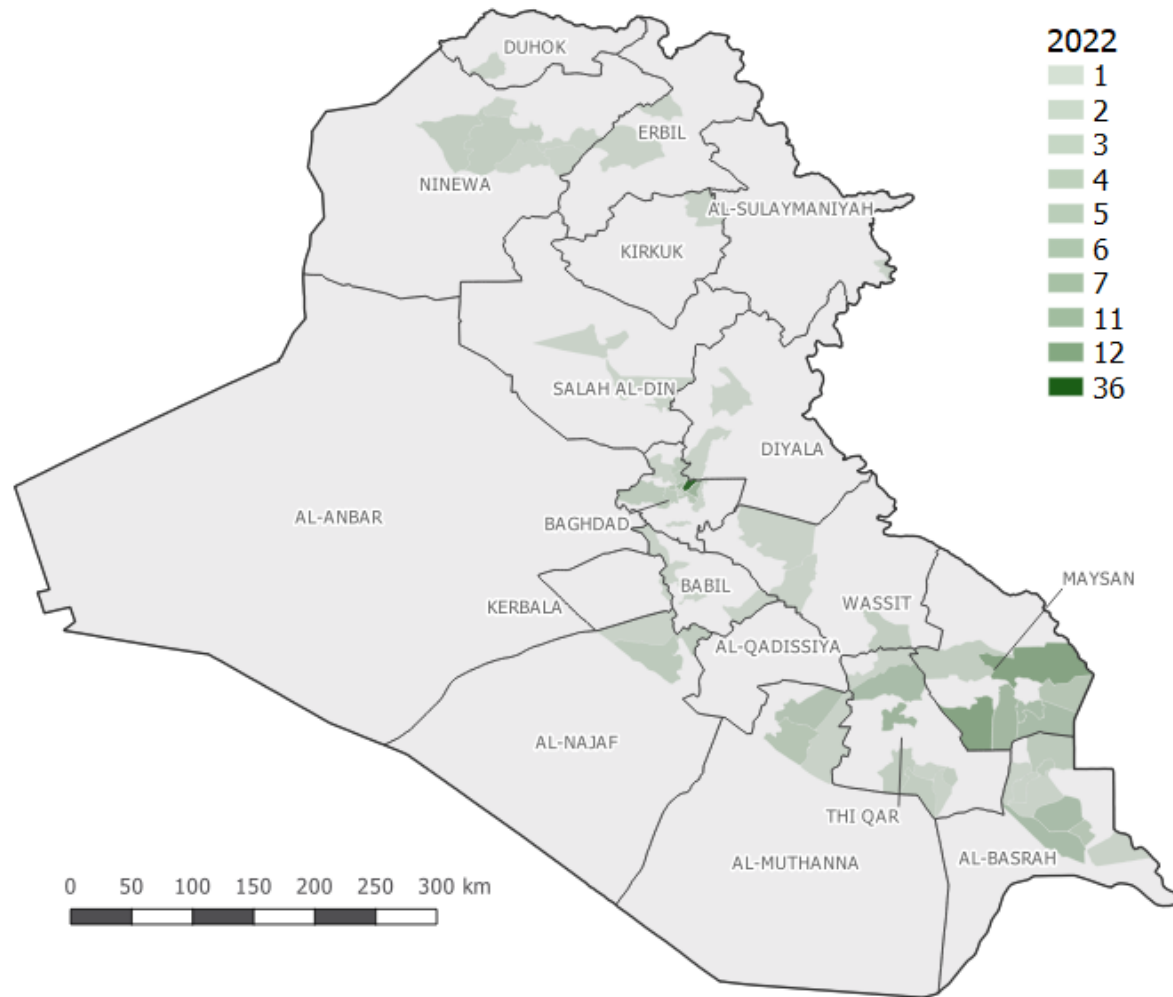 2022
1
2
3
4
5
6
7
11
12
36
DUHOK
ERBIL
NINEWA
AL-SULAYMANIYAH
KIRKUK
SALAH AL-DIN
DIYALA
AL-ANBAR
BAGHDAD
MAYSAN
BABIL
KERBALA
WASSIT
AL-QADISSIYA
AL-NAJAF
THI QAR
AL-MUTHANNA
AL-BASRAH
0 50 100 150 200 250 300 km